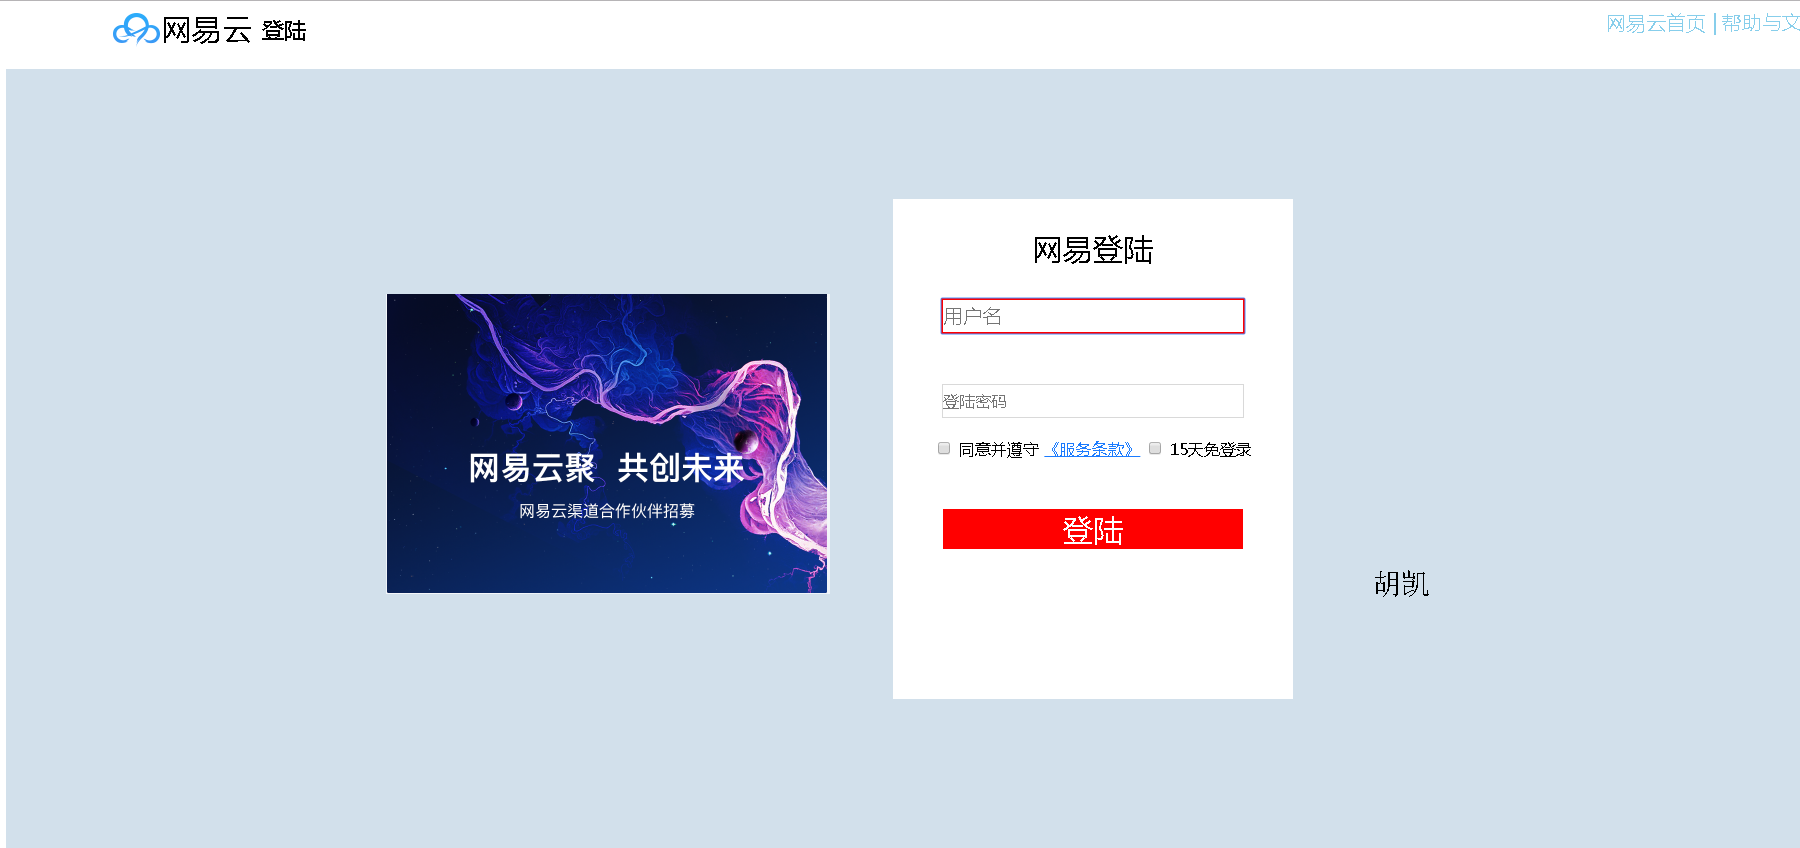 网易云 登陆
网易云首页 | 帮助与文
网易登陆
用户名
登陆密码
同意并遵守 《服务条款》 15天免登录
登陆
网易云聚 共创未来
网易云渠道合作伙伴招募
胡凯